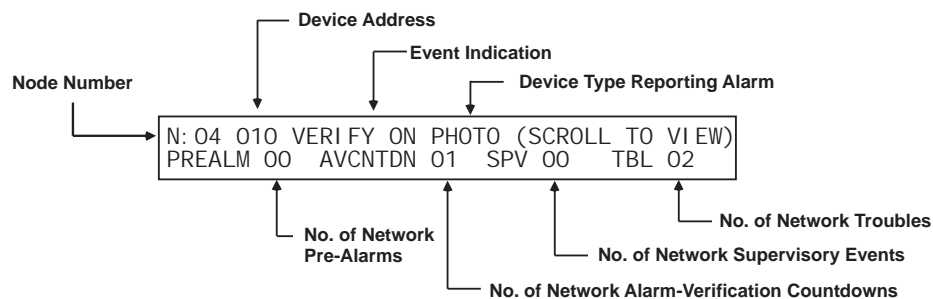 Device Address
Event Indication
Node Number
Device Type Reporting Alarm
N:04 010 VERIFY ON PHOTO (SCROLL TO VIEW)
PREALM 00 AVCNTDN 01 SPV 00 TBL 02
No. of Network Troubles
No. of Network
Pre-Alarms
No. of Network Supervisory Events
No. of Network Alarm-Verification Countdowns